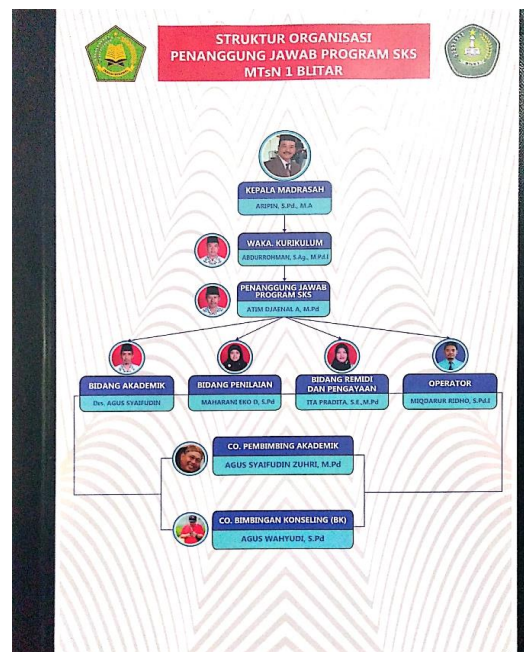 STRUKTUR ORGANISASI
PENANGGUNG JAWAB PROGRAM SKS
MTsN 1 BLITAR
KEPALA MADRASAH
ARIPIN, S.Pd., M.A
WAKA. KURIKULUM
ABDURROHMAN, S.Ag., M.Pd.I
PENANGGUNG JAWAB
PROGRAM SKS
ATIM DJAENAL A, M.Pd
BIDANG AKADEMIK
Drs. AGUS SYAIFUDIN
BIDANG PENILAIAN
MAHARANI EKO D, S.Pd
BIDANG REMIDI
DAN PENGAYAAN
ITA PRADITA. S.E.,M.Pd
OPERATOR
MIQDARUR RIDHO, S.Pd.I
CO. PEMBIMBING AKADEMIK
AGUS SYAIFUDIN ZUHRI, M.Pd
CO. BIMBINGAN KONSELING (BK)
AGUS WAHYUDI, S.Pd